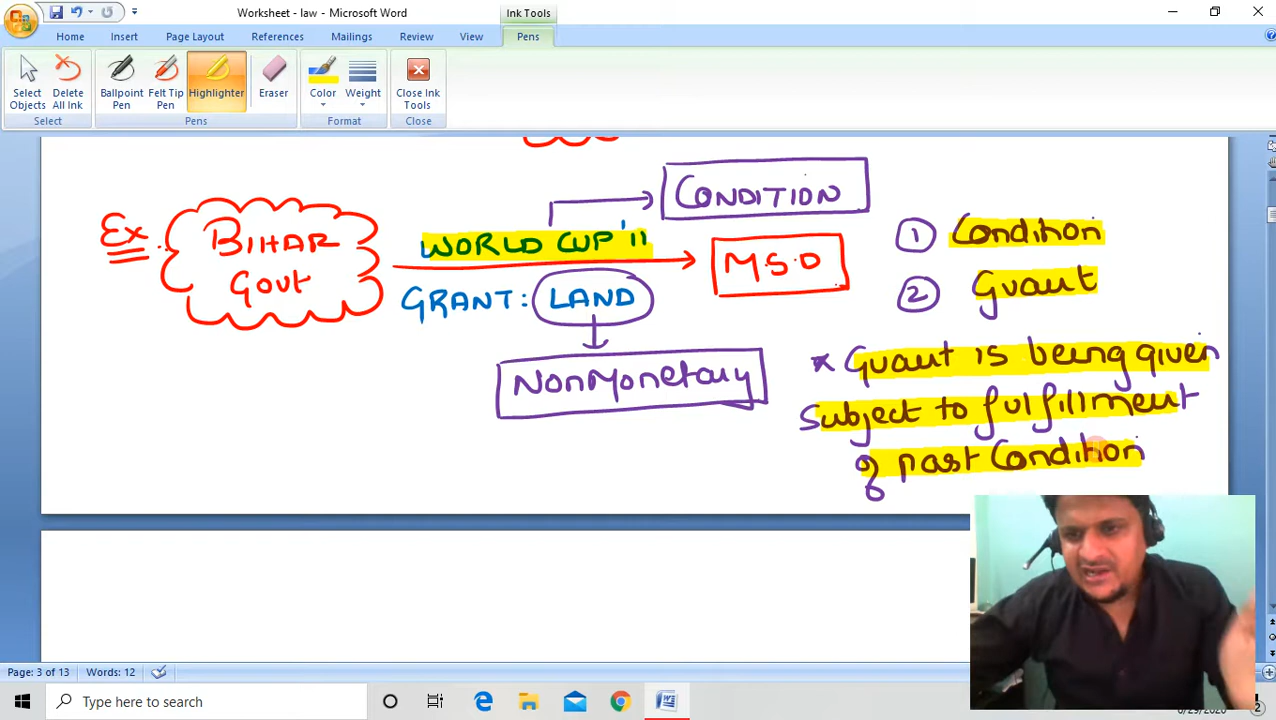 Worksheet - law - Microsoft Word
Ink Tools
Home Insert Page Layout References Mailings Review View Pens
Select Objects
Delete All Ink
Ballpoint Pen
Felt Tip Pen
Highlighter
Eraser
Color
Weight
Close Ink Tools
Select Pens Format Close
CONDITION
Ex
BIHAR
Govt
WORLD CUP '11
M.S.D
GRANT: LAND
NonMonetary
1 Condition
2 Grant
* Grant is being given
subject to fulfillment
of past Condition
Page: 3 of 13 Words: 12
Type here to search
6/29/2020